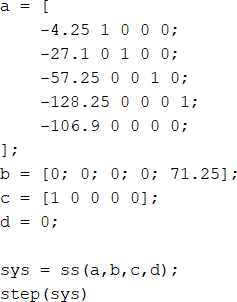 a = [
-4.25 1 0 0 0;
-27.1 0 1 0 0;
-57.25 0 0 1 0;
-128.25 0 0 0 1;
-106.9 0 0 0 0;
];
b = [0; 0; 0; 0; 71.25];
c = [1 0 0 0 0];
d = 0;
sys = ss(a,b,c,d);
step(sys)